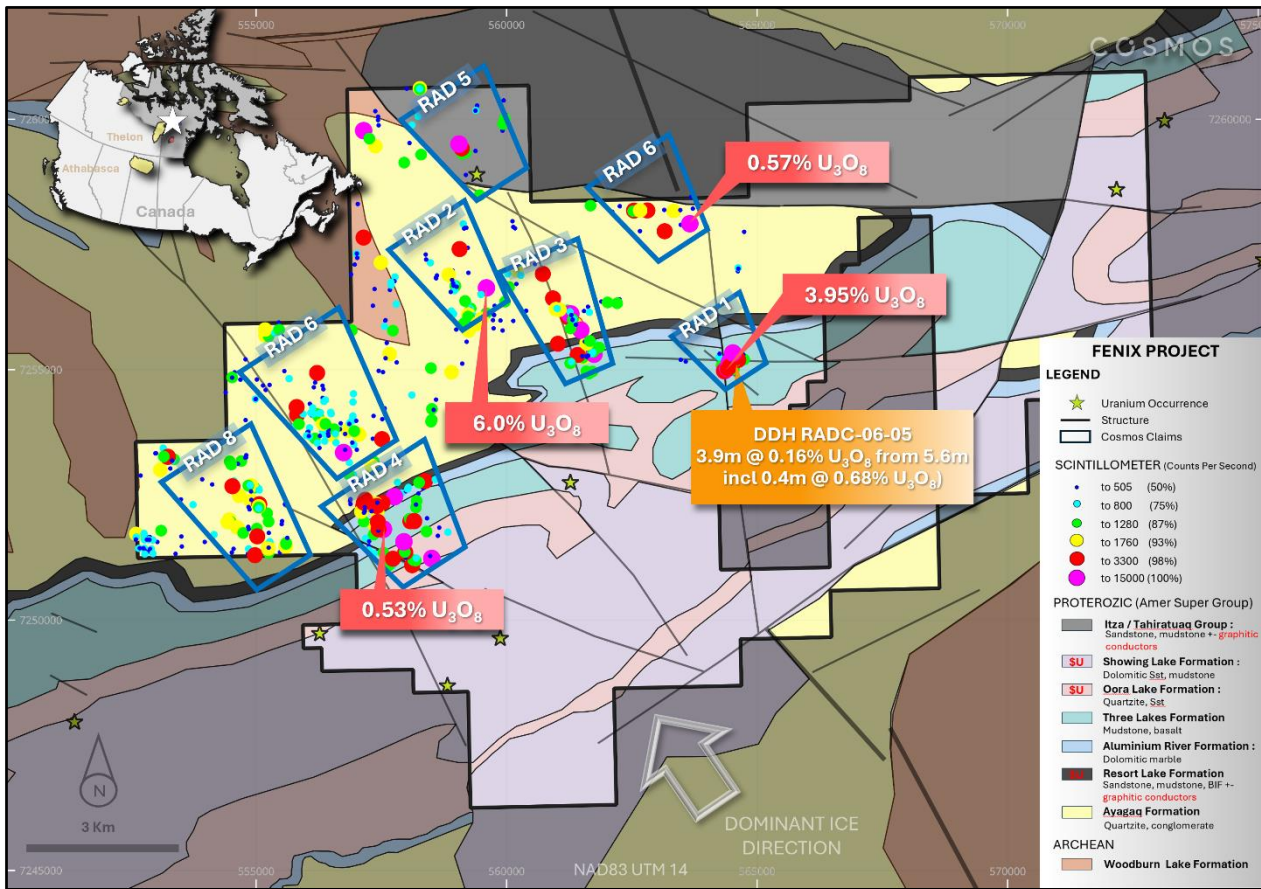 555000
560000
565000
570000
5750
COSMOS
Thelon
Athabasca
Canada
7260000
7260000
RAD 5
RAD 6
0.57% U₃O₈
RAD 2
RAD 3
3.95% U₃O₈
RAD 1
RAD 6
7255000
6.0% U₃O₈
DDH RADC-06-05
3.9m @ 0.16% U₃O₈ from 5.6m
incl 0.4m @ 0.68% U₃O₈)
RAD 8
RAD 4
0.53% U₃O₈
7250000
N
3 Km
DOMINANT ICE
DIRECTION
7245000
555000
560000
NAD83 UTM 14
565000
570000
FENIX PROJECT
LEGEND
Uranium Occurrence
Structure
Cosmos Claims
SCINTILLOMETER (Counts Per Second)
to 505 (50%)
to 800 (75%)
to 1280 (87%)
to 1760 (93%)
to 3300 (98%)
to 15000 (100%)
PROTEROZIC (Amer Super Group)
Itza / Tahiratuaq Group :
Sandstone, mudstone +- graphitic
conductors
$U Showing Lake Formation :
Dolomitic Sst, mudstone
$U Oora Lake Formation :
Quartzite, Sst
Three Lakes Formation
Mudstone, basalt
Aluminium River Formation :
Dolomitic marble
$U Resort Lake Formation
Sandstone, mudstone, BIF +-
graphitic conductors
Ayagaq Formation
Quartzite, conglomerate
ARCHEAN
Woodburn Lake Formation